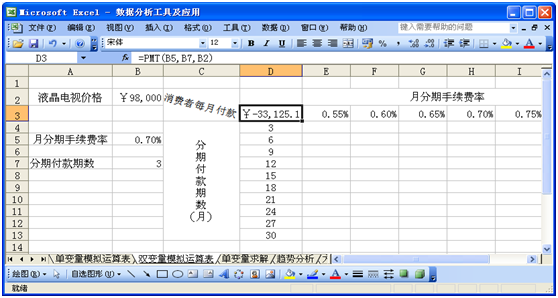 Microsoft Excel - 数据分析工具及应用
文件(F) 编辑(E) 视图(V) 插入(I) 格式(O) 工具(T) 数据(D) 窗口(W) 帮助(H) 键入需要帮助的问题
宋体 12 B I U
D3 fx =PMT(B5,B7,B2)
A B C D E F G H I
1
2 液晶电视价格 ￥98,000 消费者每月付款 月分期手续费率
3 ￥-33,125.1 0.55% 0.60% 0.65% 0.70% 0.75%
4 3
5 月分期手续费率 0.70% 6
6 9
7 分期付款期数 3 12
8 15
9 18
10 21
11 24
12 27
13 30
14
分期付款期数(月)
单变量模拟运算表 双变量模拟运算表 单变量求解 趋势分析
绘图(R) 自选图形(U)
就绪